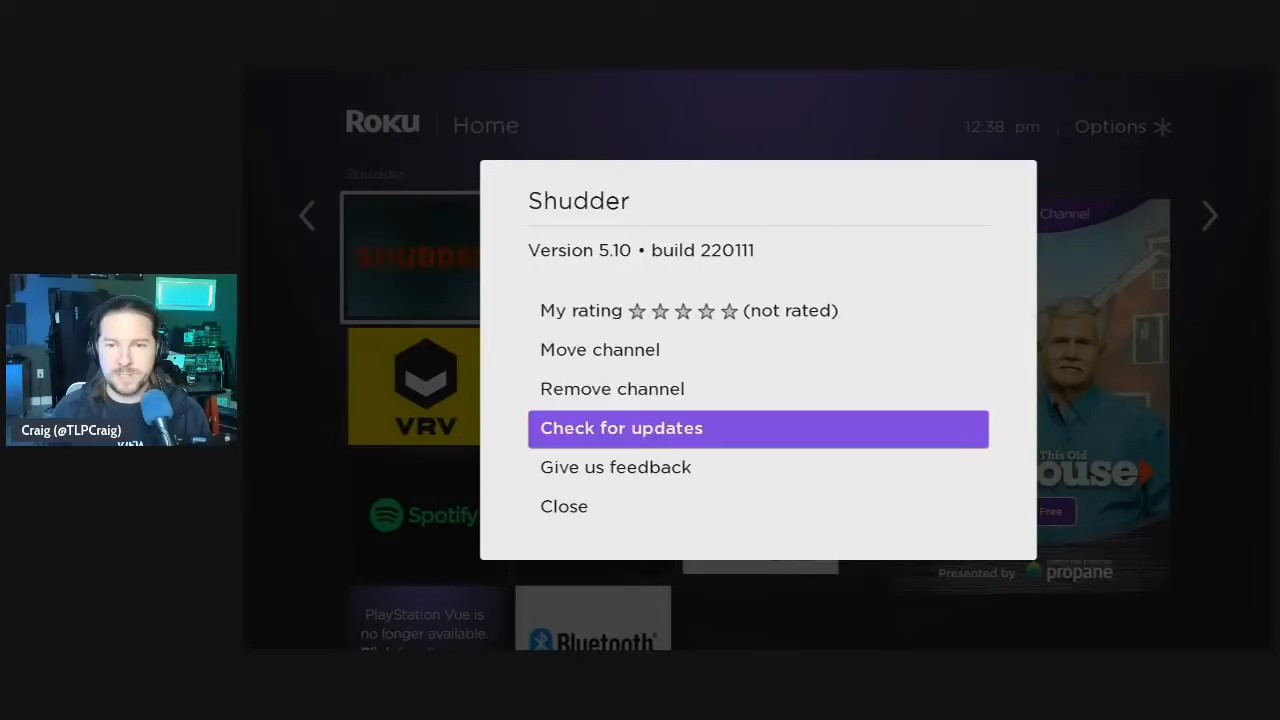 Roku
Home
12:38 pm
Options
Shudder
SHUDDER
Channel
Shudder
Version 5.10 • build 220111
My rating ☆☆☆☆☆ (not rated)
Move channel
Remove channel
Check for updates
Give us feedback
Close
VRV
Spotify
This Old
ouse
Free
Presented by propane
PlayStation Vue is
no longer available.
Bluetooth®
Craig (@TLPCraig)